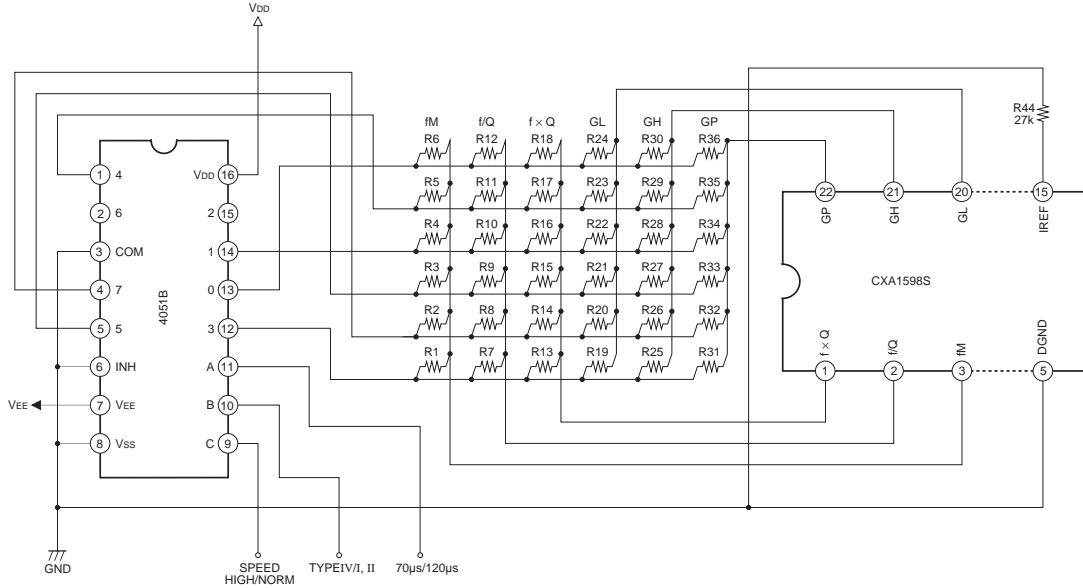 VDD
fM f/Q f × Q GL GH GP
R6 R12 R18 R24 R30 R36
R5 R11 R17 R23 R29 R35
R4 R10 R16 R22 R28 R34
R3 R9 R15 R21 R27 R33
R2 R8 R14 R20 R26 R32
R1 R7 R13 R19 R25 R31
1 4
2 6
3 COM
4 7
5 5
6 INH
VEE 7 VEE
8 VSS
4051B
VDD 16
2 15
1 14
0 13
3 12
A 11
B 10
C 9
GND
SPEED
HIGH/NORM
TYPEIV/I, II
70µs/120µs
R44
27k
22 21 20 15
GP GH GL IREF
CXA1598S
f × Q f/Q fM DGND
1 2 3 5